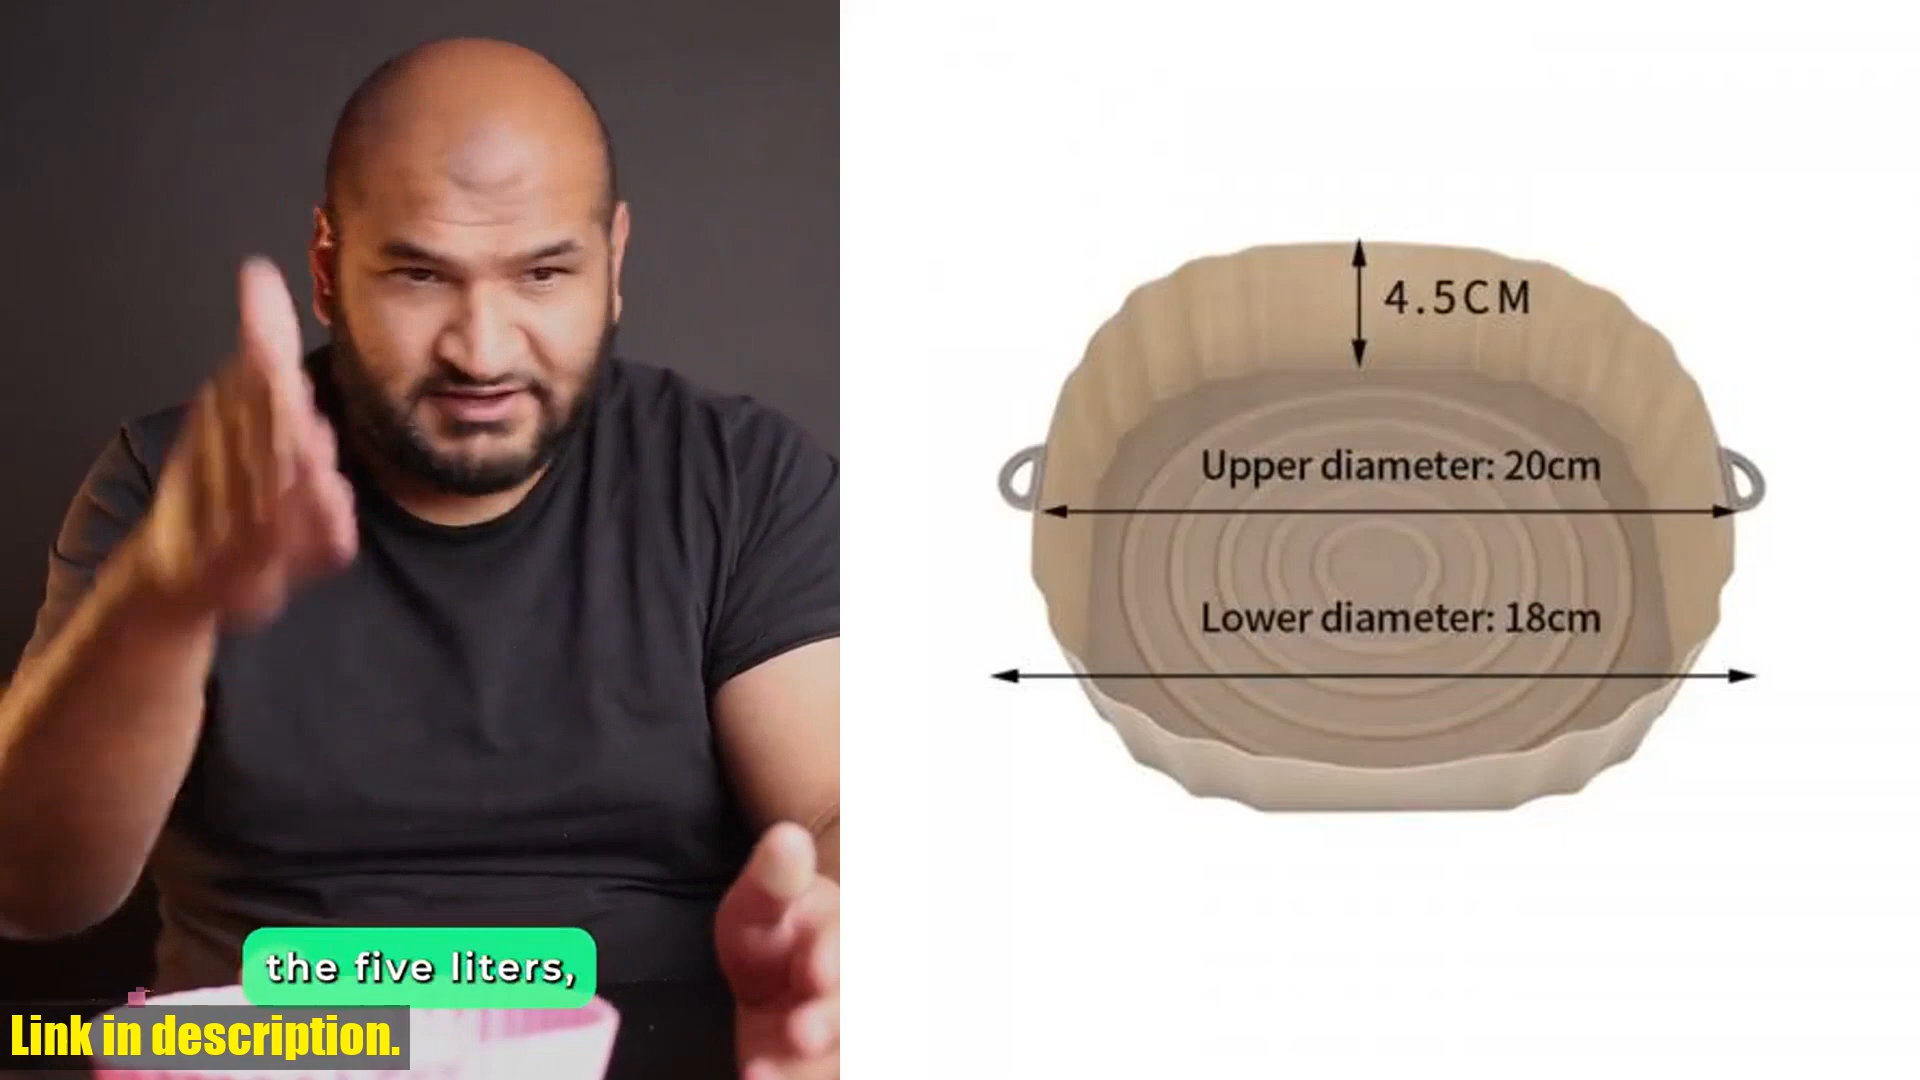 the five liters,
Link in description.
4.5CM
Upper diameter: 20cm
Lower diameter: 18cm